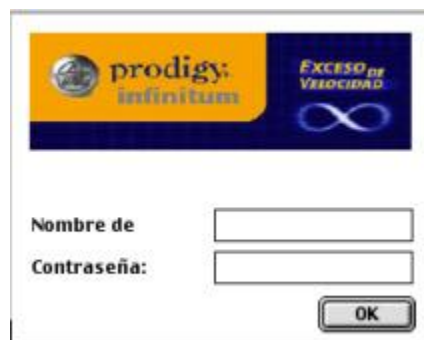 prodigy:
infinitum
EXCESO DE
VELOCIDAD
Nombre de
Contraseña:
OK